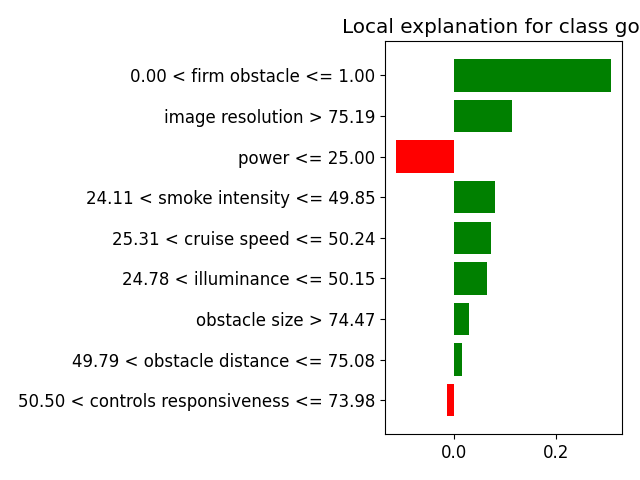 Local explanation for class go
0.00 < firm obstacle <= 1.00
image resolution > 75.19
power <= 25.00
24.11 < smoke intensity <= 49.85
25.31 < cruise speed <= 50.24
24.78 < illuminance <= 50.15
obstacle size > 74.47
49.79 < obstacle distance <= 75.08
50.50 < controls responsiveness <= 73.98
0.0 0.2